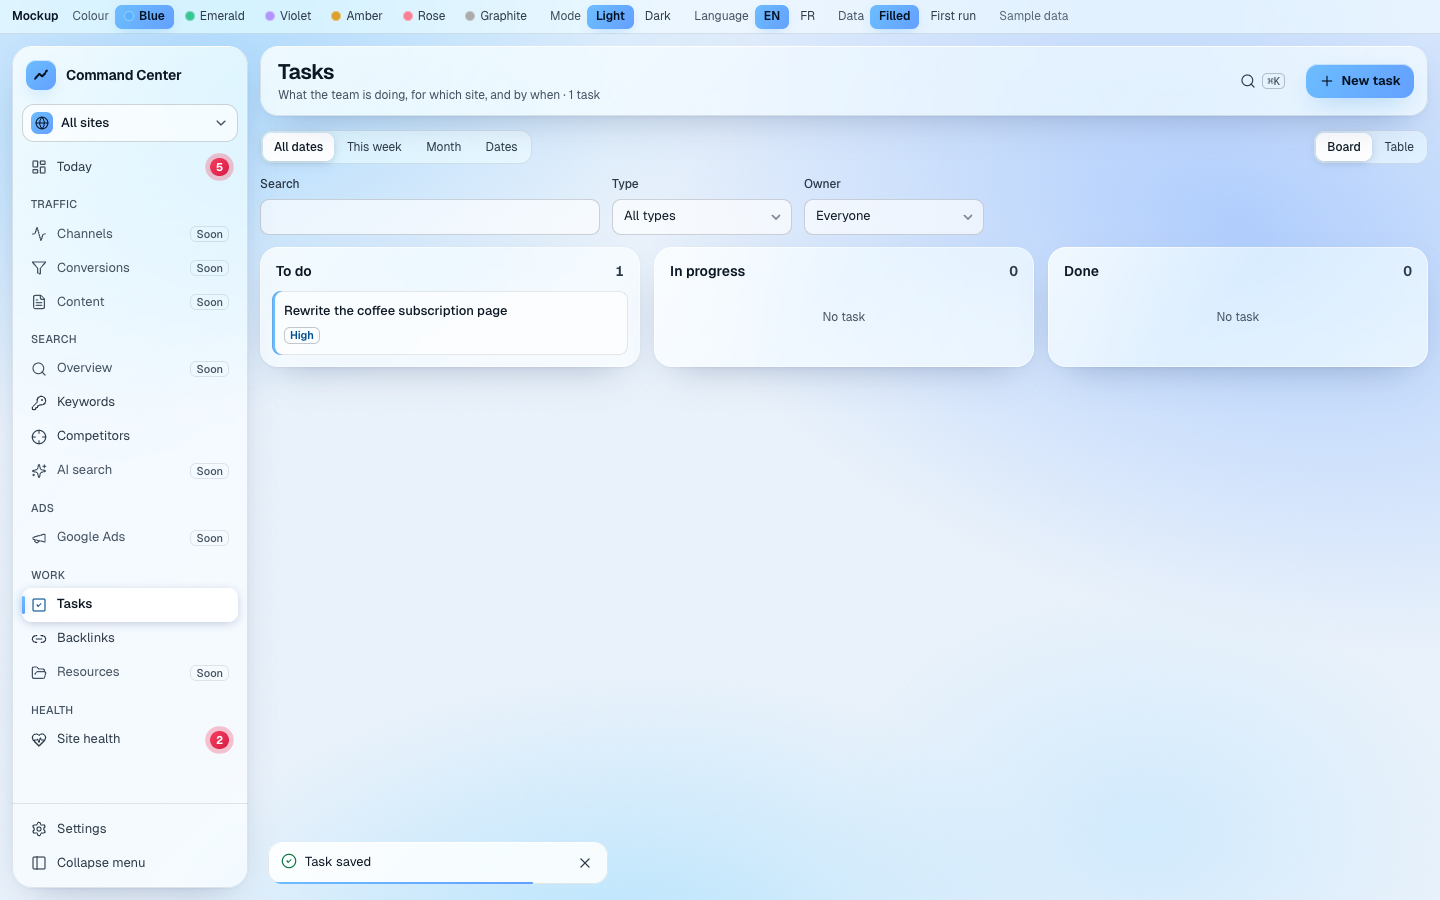 Mockup Colour Blue Emerald Violet Amber Rose Graphite Mode Light Dark Language EN FR Data Filled First run Sample data
Command Center
All sites
Today 5
TRAFFIC
Channels Soon
Conversions Soon
Content Soon
SEARCH
Overview Soon
Keywords
Competitors
AI search Soon
ADS
Google Ads Soon
WORK
Tasks
Backlinks
Resources Soon
HEALTH
Site health 2
Settings
Collapse menu
Tasks
What the team is doing, for which site, and by when · 1 task
⌘K
New task
All dates This week Month Dates
Board Table
Search
Type
All types
Owner
Everyone
To do 1
Rewrite the coffee subscription page
High
In progress 0
No task
Done 0
No task
Task saved